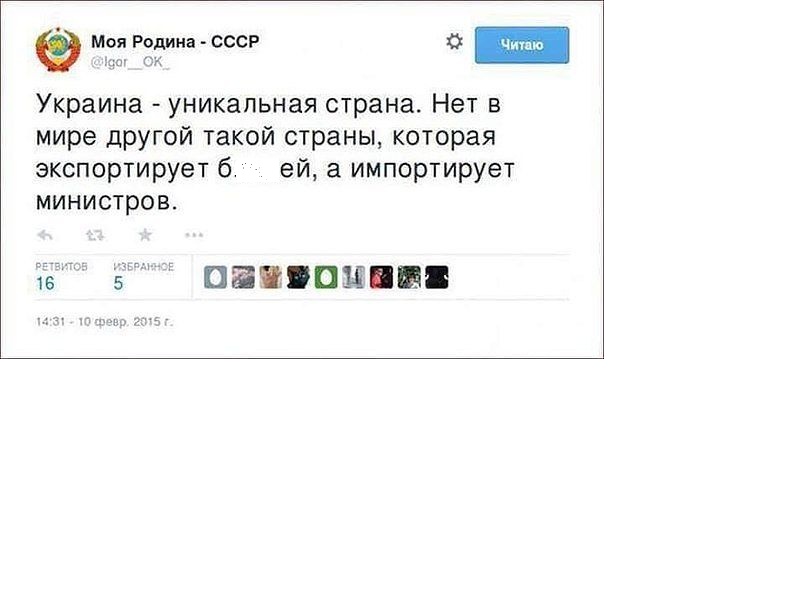 Моя Родина - СССР
@Igor__OK_
Читаю
Украина - уникальная страна. Нет в
мире другой такой страны, которая
экспортирует б. ей, а импортирует
министров.
РЕТВИТОВ ИЗБРАННОЕ
16 5
14:31 - 10 февр. 2015 г.